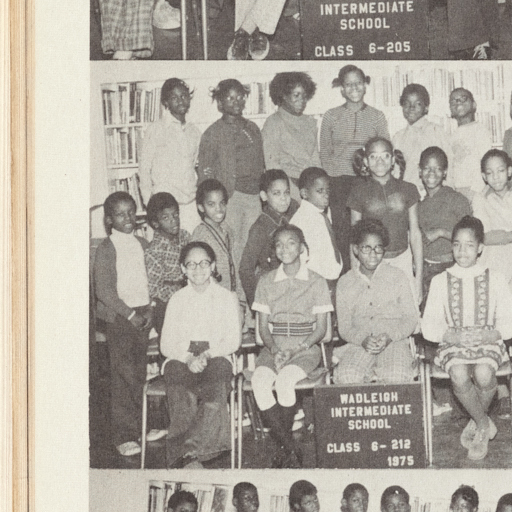 INTERMEDIATE
SCHOOL
CLASS 6-205
WADLEIGH
INTERMEDIATE
SCHOOL
CLASS 6-212
1975